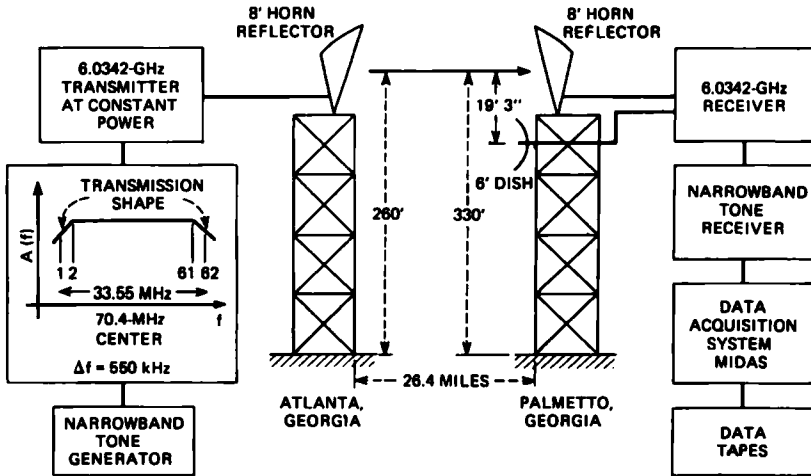 8' HORN
REFLECTOR
8' HORN
REFLECTOR
6.0342-GHz
TRANSMITTER
AT CONSTANT
POWER
19' 3"
6.0342-GHz
RECEIVER
6' DISH
TRANSMISSION
SHAPE
A (f)
1 2
61 62
33.55 MHz
70.4-MHz
CENTER
f
Δf = 550 kHz
260'
330'
NARROWBAND
TONE
RECEIVER
DATA
ACQUISITION
SYSTEM
MIDAS
26.4 MILES
ATLANTA,
GEORGIA
PALMETTO,
GEORGIA
NARROWBAND
TONE
GENERATOR
DATA
TAPES